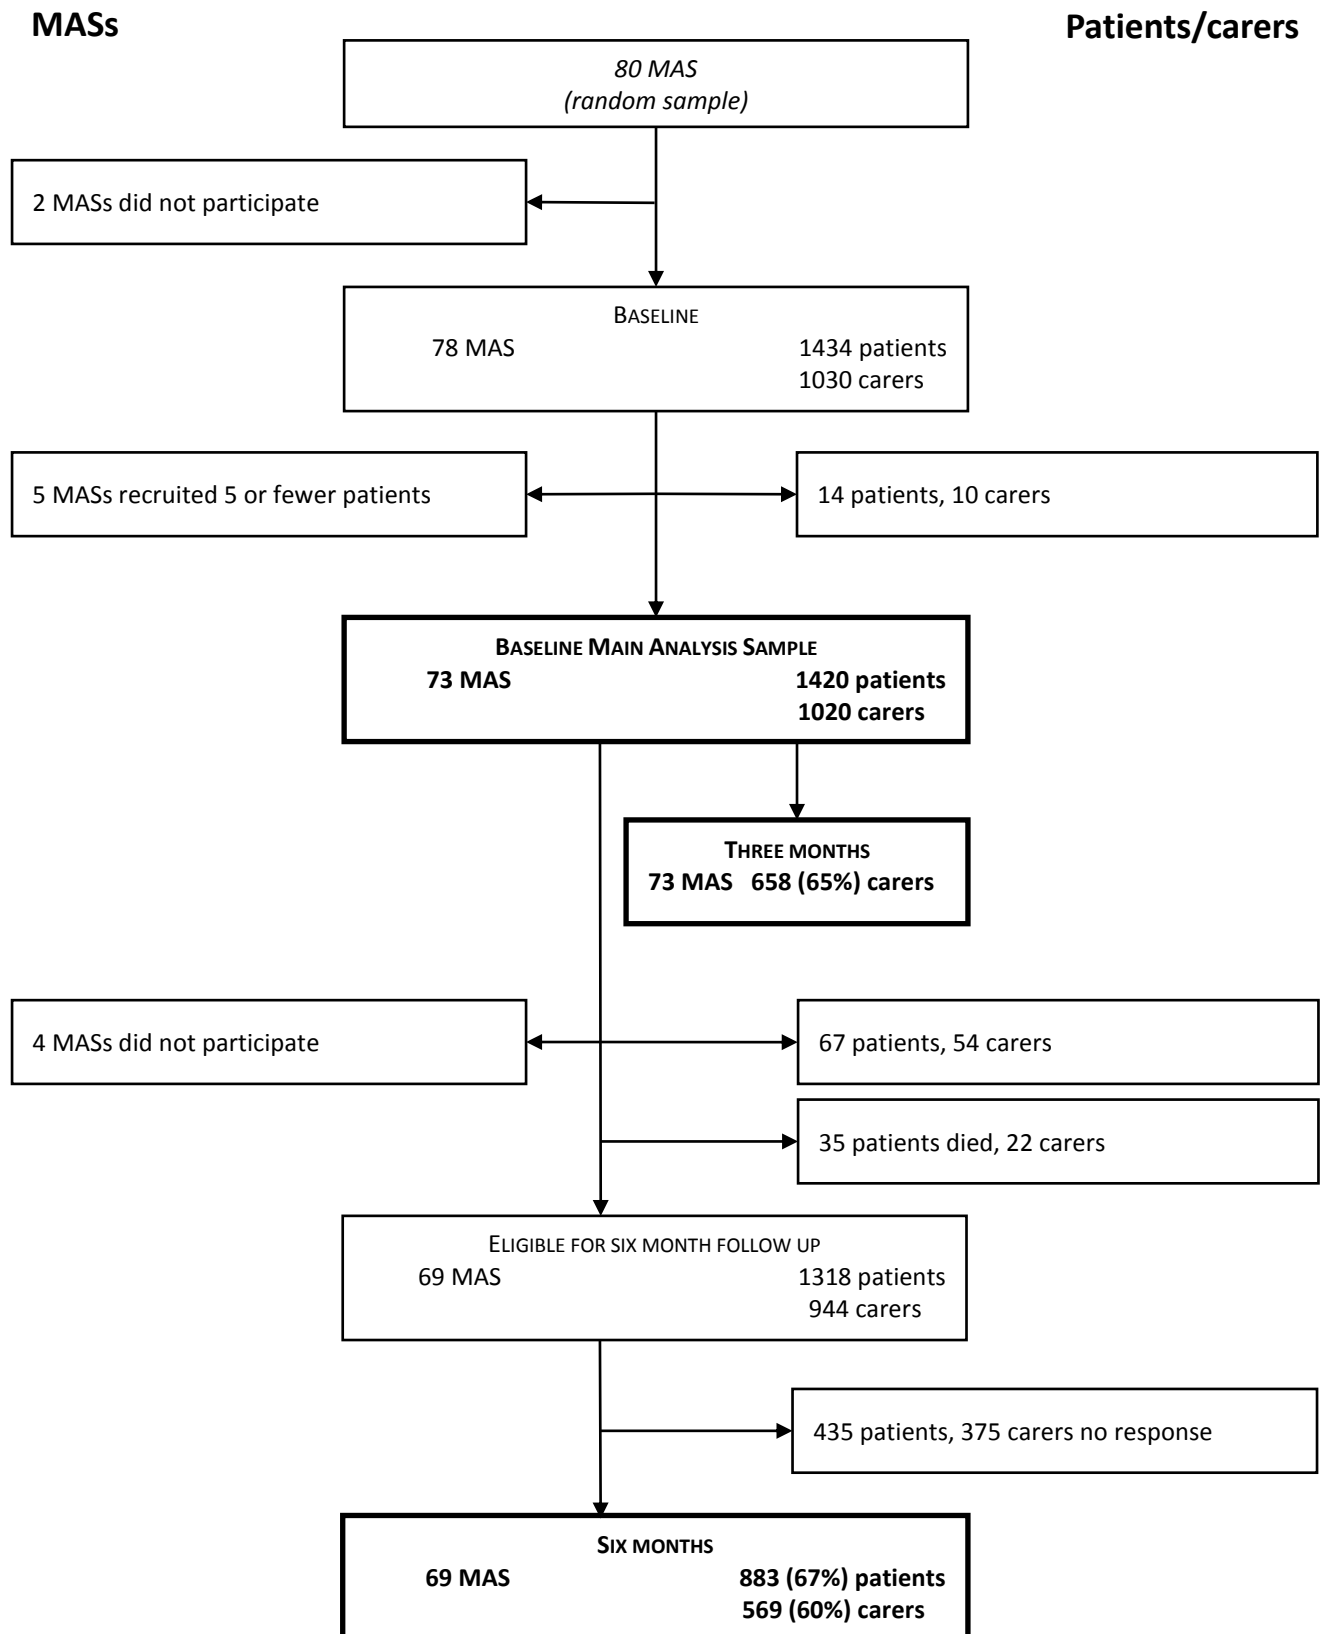 MASs
Patients/carers
80 MAS
(random sample)
2 MASs did not participate
BASELINE
78 MAS 1434 patients
1030 carers
5 MASs recruited 5 or fewer patients
14 patients, 10 carers
BASELINE MAIN ANALYSIS SAMPLE
73 MAS 1420 patients
1020 carers
THREE MONTHS
73 MAS 658 (65%) carers
4 MASs did not participate
67 patients, 54 carers
35 patients died, 22 carers
ELIGIBLE FOR SIX MONTH FOLLOW UP
69 MAS 1318 patients
944 carers
435 patients, 375 carers no response
SIX MONTHS
69 MAS 883 (67%) patients
569 (60%) carers